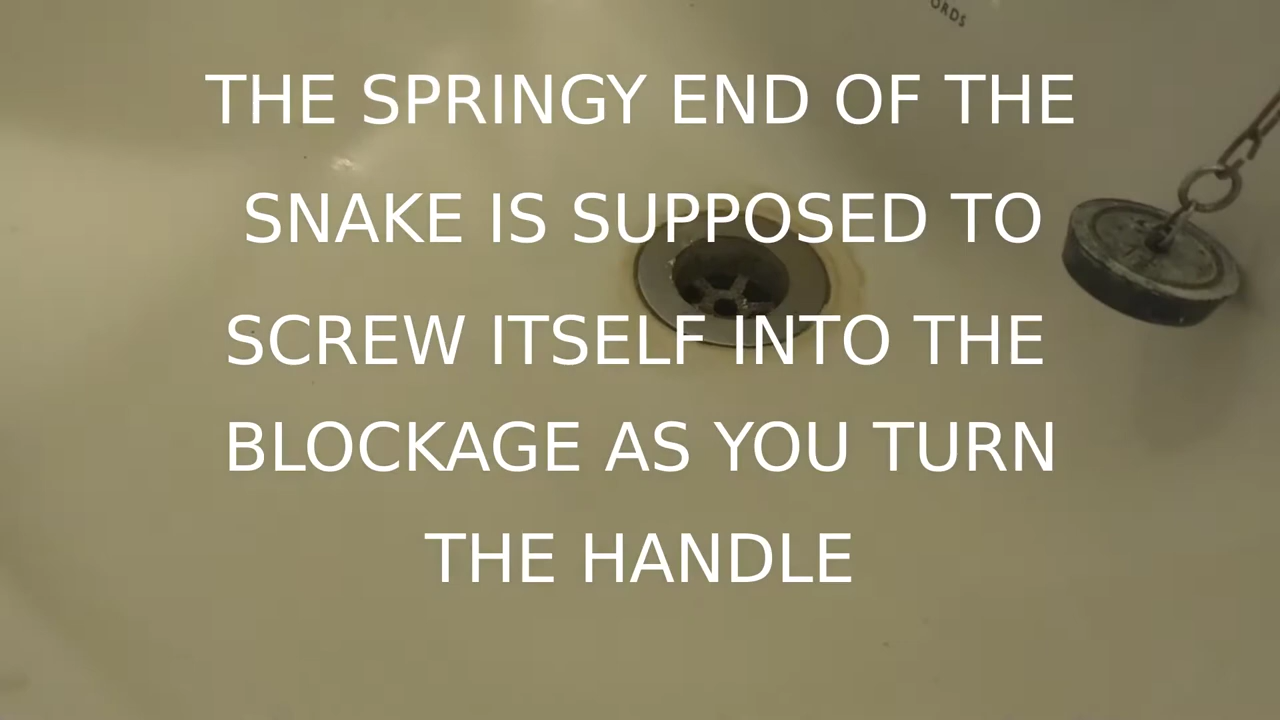 ORDS
THE SPRINGY END OF THE
SNAKE IS SUPPOSED TO
SCREW ITSELF INTO THE
BLOCKAGE AS YOU TURN
THE HANDLE